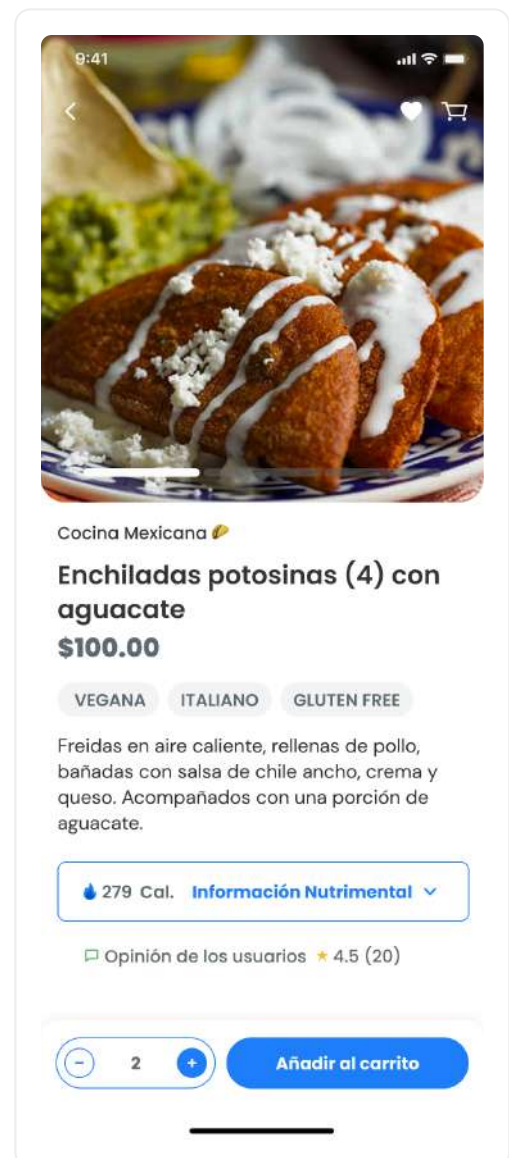 9:41
Cocina Mexicana
Enchiladas potosinas (4) con
aguacate
$100.00
VEGANA ITALIANO GLUTEN FREE
Freidas en aire caliente, rellenas de pollo,
bañadas con salsa de chile ancho, crema y
queso. Acompañados con una porción de
aguacate.
279 Cal. Información Nutrimental
Opinión de los usuarios ★ 4.5 (20)
− 2 + Añadir al carrito